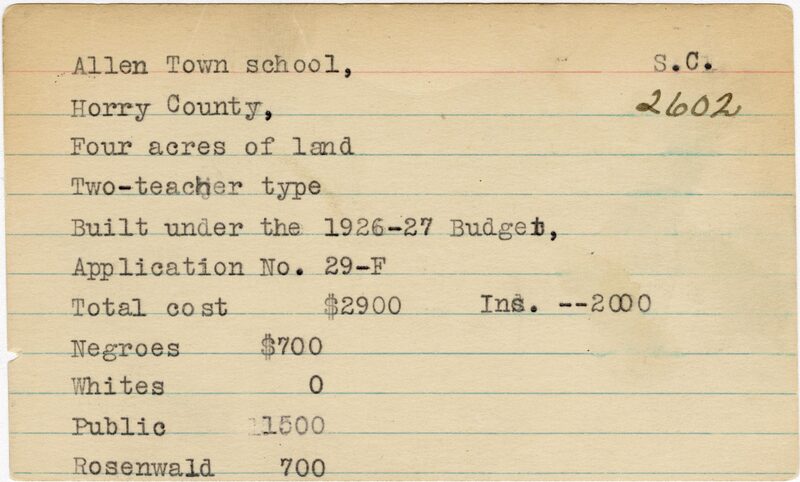 Allen Town school, S.C.
Horry County, 2602
Four acres of land
Two-teacher type
Built under the 1926-27 Budget,
Application No. 29-F
Total cost $2900 Ins. --2000
Negroes $700
Whites 0
Public 1500
Rosenwald 700